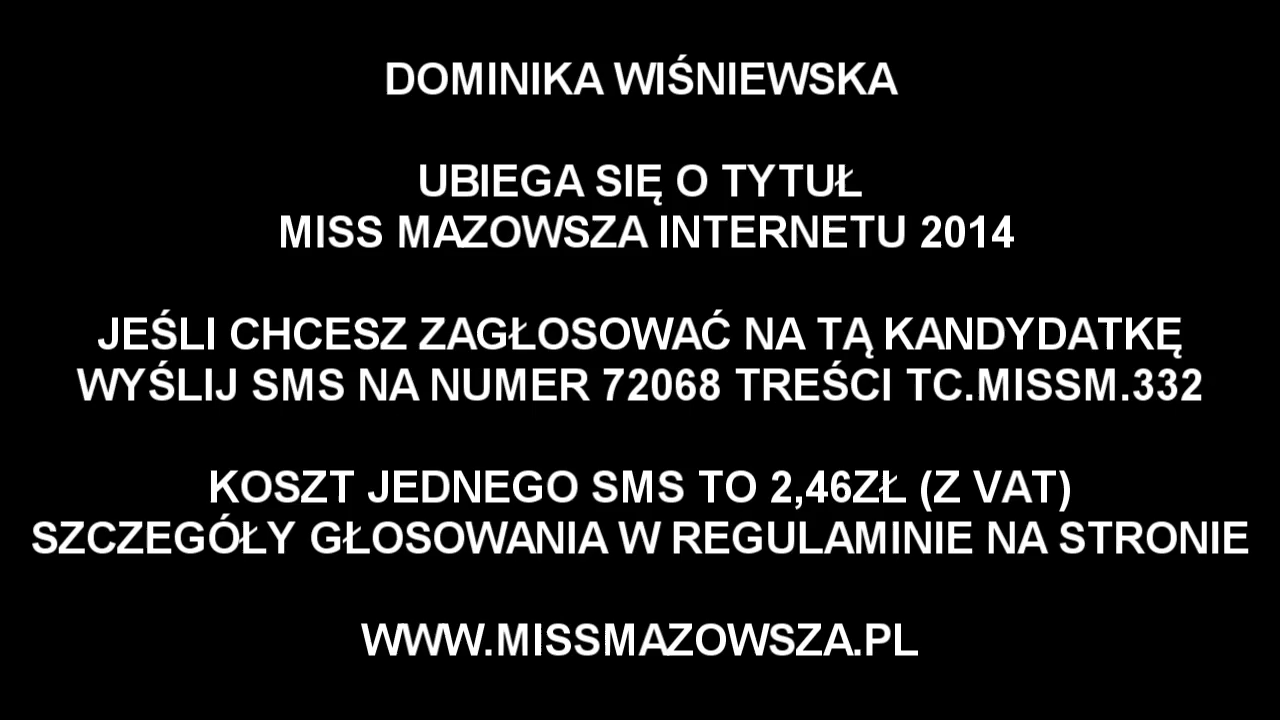 DOMINIKA WIŚNIEWSKA
UBIEGA SIĘ O TYTUŁ
MISS MAZOWSZA INTERNETU 2014
JEŚLI CHCESZ ZAGŁOSOWAĆ NA TĄ KANDYDATKĘ
WYŚLIJ SMS NA NUMER 72068 TREŚCI TC.MISSM.332
KOSZT JEDNEGO SMS TO 2,46ZŁ (Z VAT)
SZCZEGÓŁY GŁOSOWANIA W REGULAMINIE NA STRONIE
WWW.MISSMAZOWSZA.PL